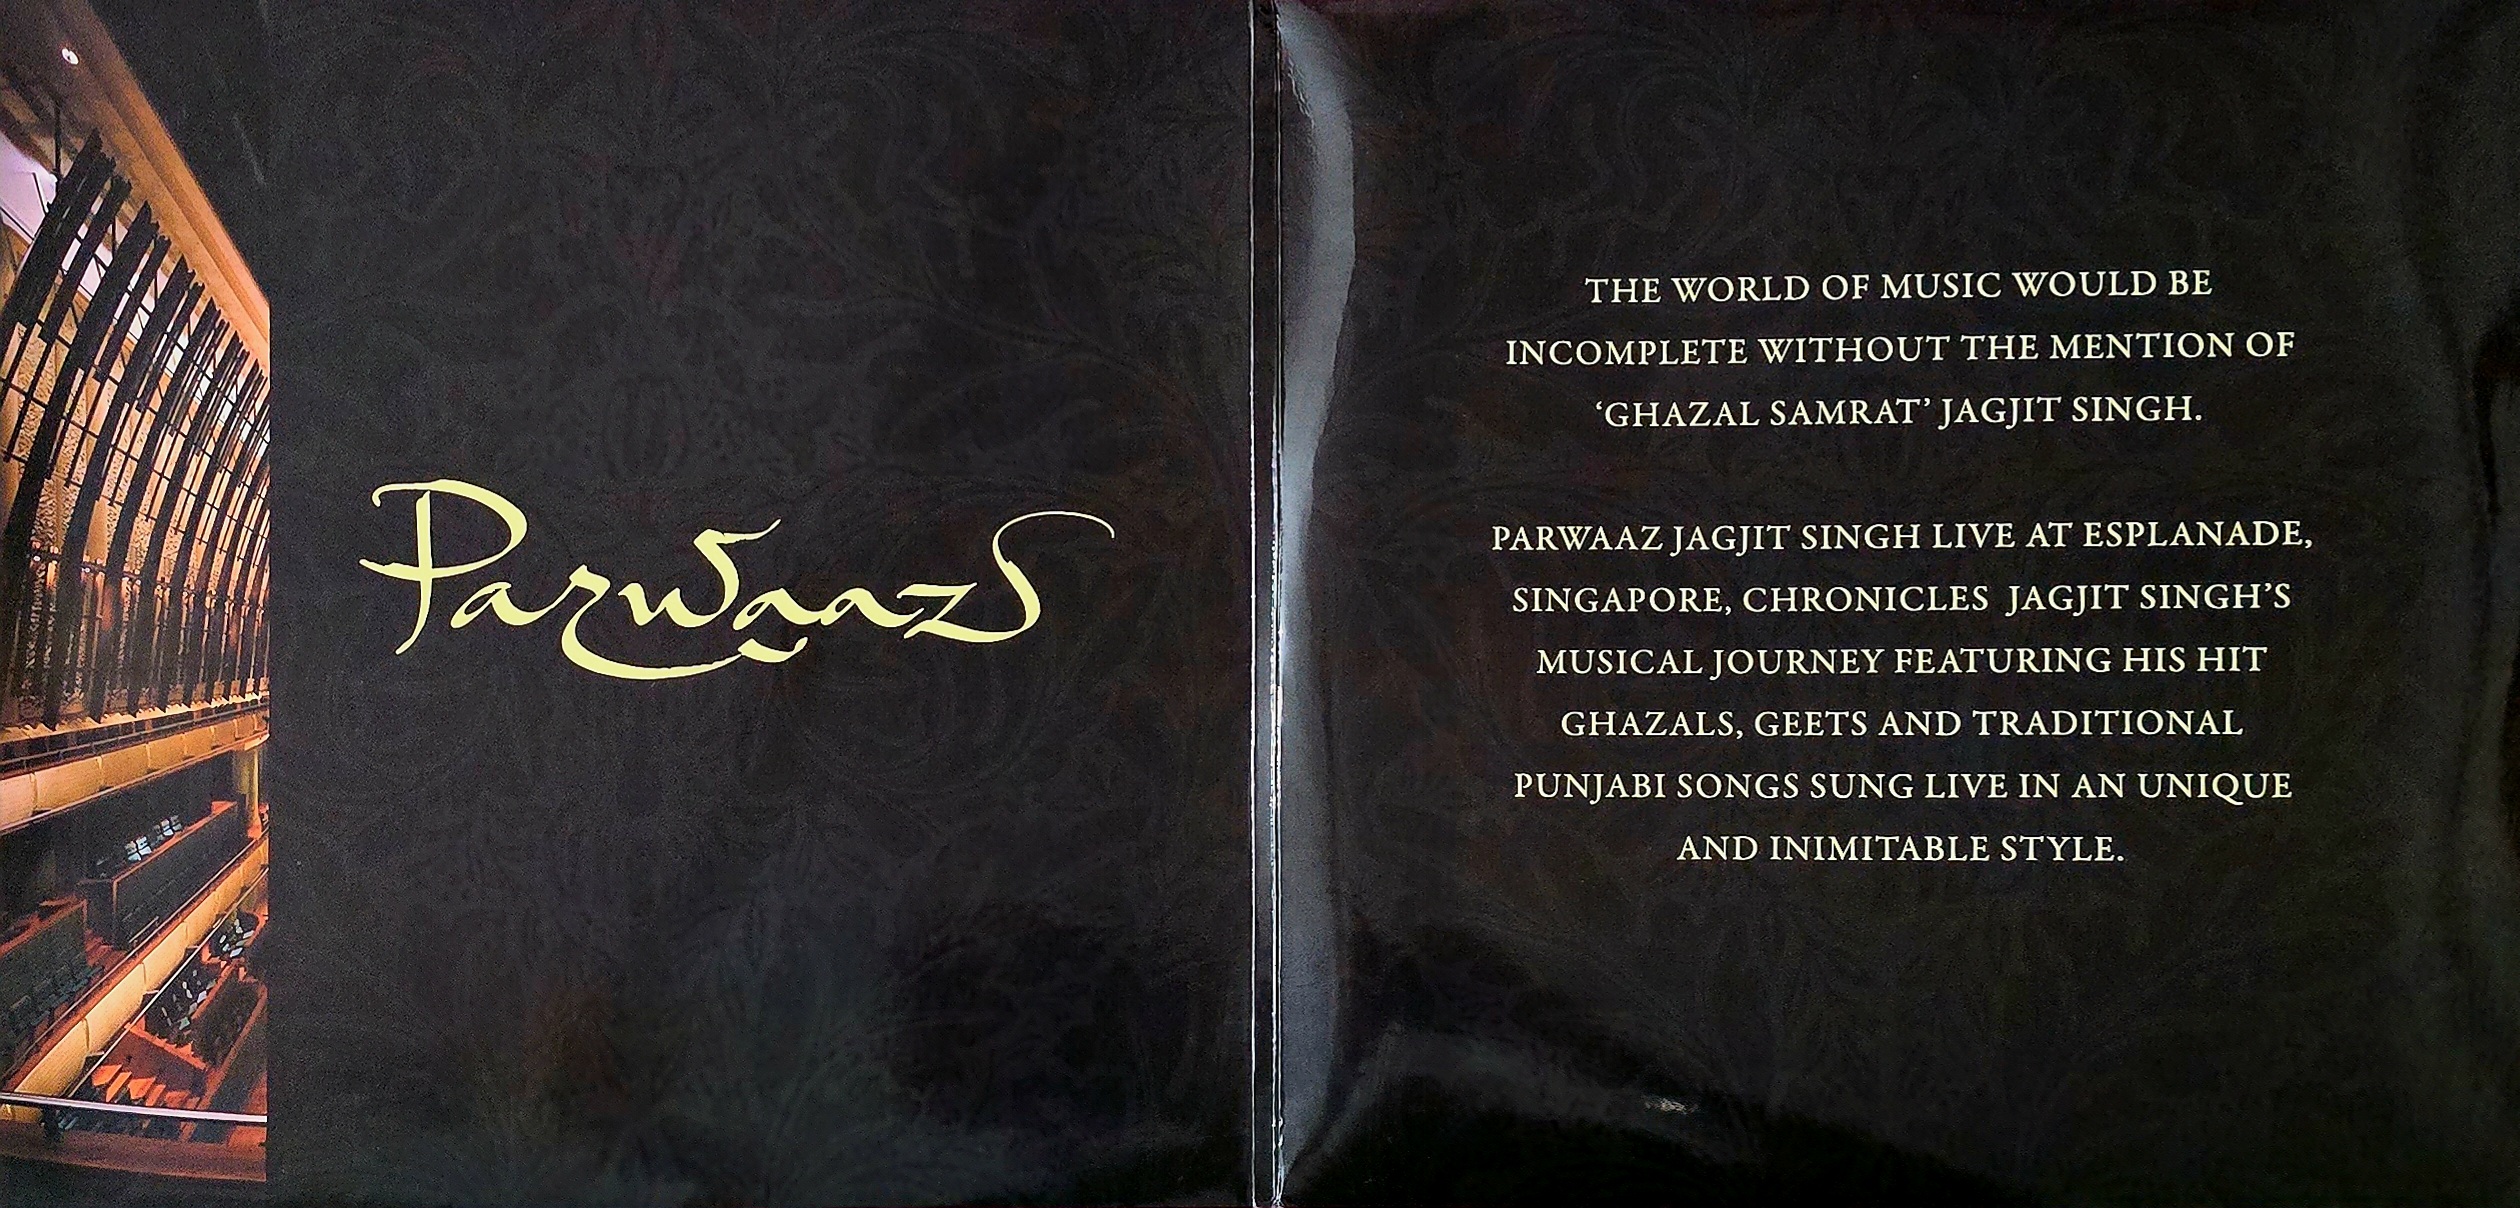 Parwaaz
THE WORLD OF MUSIC WOULD BE
INCOMPLETE WITHOUT THE MENTION OF
‘GHAZAL SAMRAT’ JAGJIT SINGH.
PARWAAZ JAGJIT SINGH LIVE AT ESPLANADE,
SINGAPORE, CHRONICLES JAGJIT SINGH’S
MUSICAL JOURNEY FEATURING HIS HIT
GHAZALS, GEETS AND TRADITIONAL
PUNJABI SONGS SUNG LIVE IN AN UNIQUE
AND INIMITABLE STYLE.